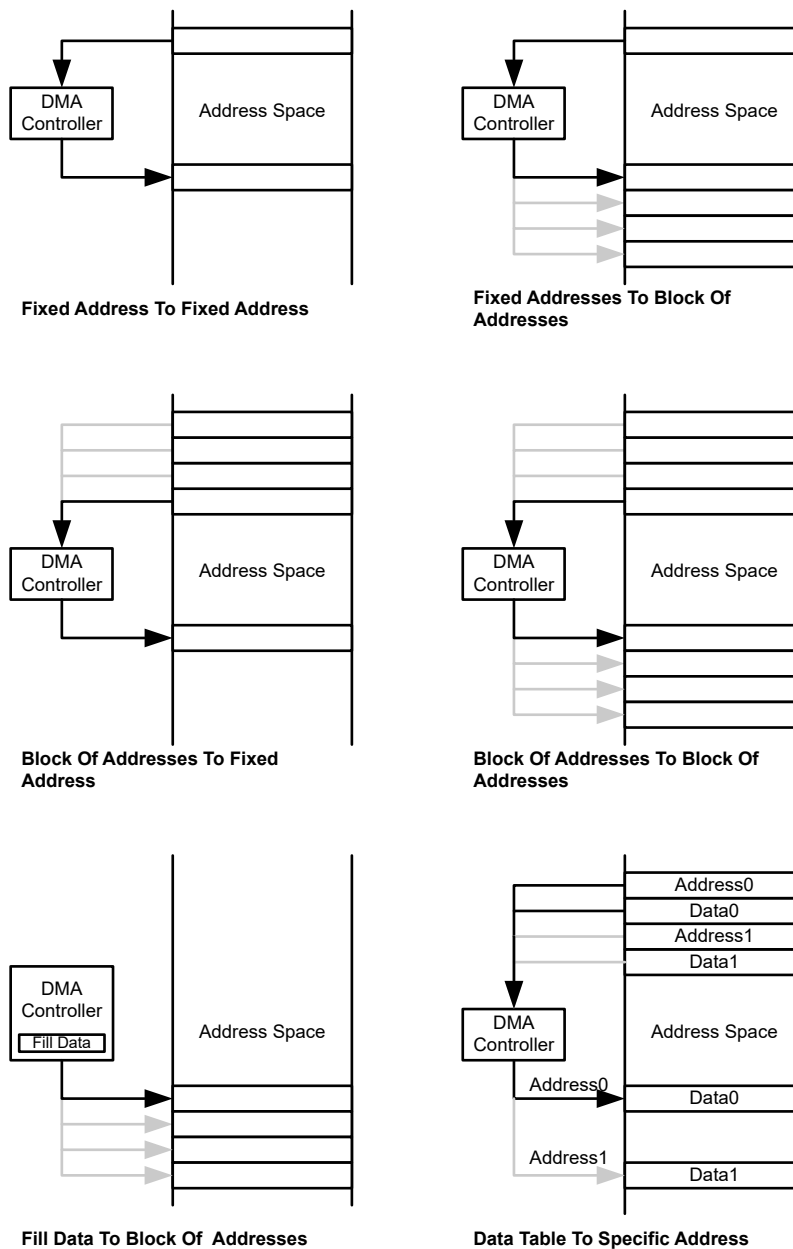 DMA
Controller
Address Space
Fixed Address To Fixed Address
DMA
Controller
Address Space
Fixed Addresses To Block Of
Addresses
DMA
Controller
Address Space
Block Of Addresses To Fixed
Address
DMA
Controller
Address Space
Block Of Addresses To Block Of
Addresses
DMA
Controller
Fill Data
Address Space
Fill Data To Block Of Addresses
Address0
Data0
Address1
Data1
DMA
Controller
Address Space
Address0
Data0
Address1
Data1
Data Table To Specific Address